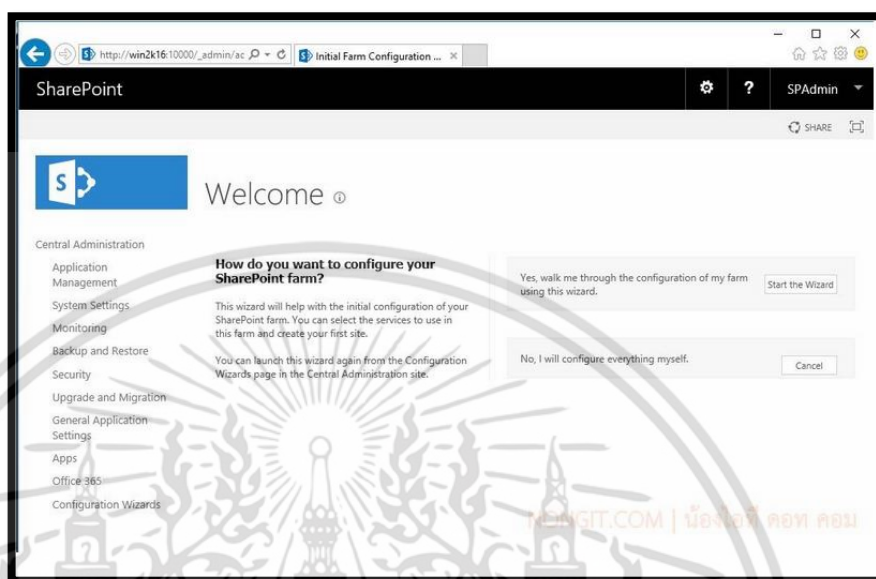 http://win2k16:10000/_admin/ac
Initial Farm Configuration ...
SharePoint
?
SPAdmin
SHARE
S
Welcome
Central Administration
Application
Management
System Settings
Monitoring
Backup and Restore
Security
Upgrade and Migration
General Application
Settings
Apps
Office 365
Configuration Wizards
How do you want to configure your
SharePoint farm?
This wizard will help with the initial configuration of your
SharePoint farm. You can select the services to use in
this farm and create your first site.
You can launch this wizard again from the Configuration
Wizards page in the Central Administration site.
Yes, walk me through the configuration of my farm
using this wizard.
Start the Wizard
No, I will configure everything myself.
Cancel
NONGIT.COM | น้องไอที ดอท คอม